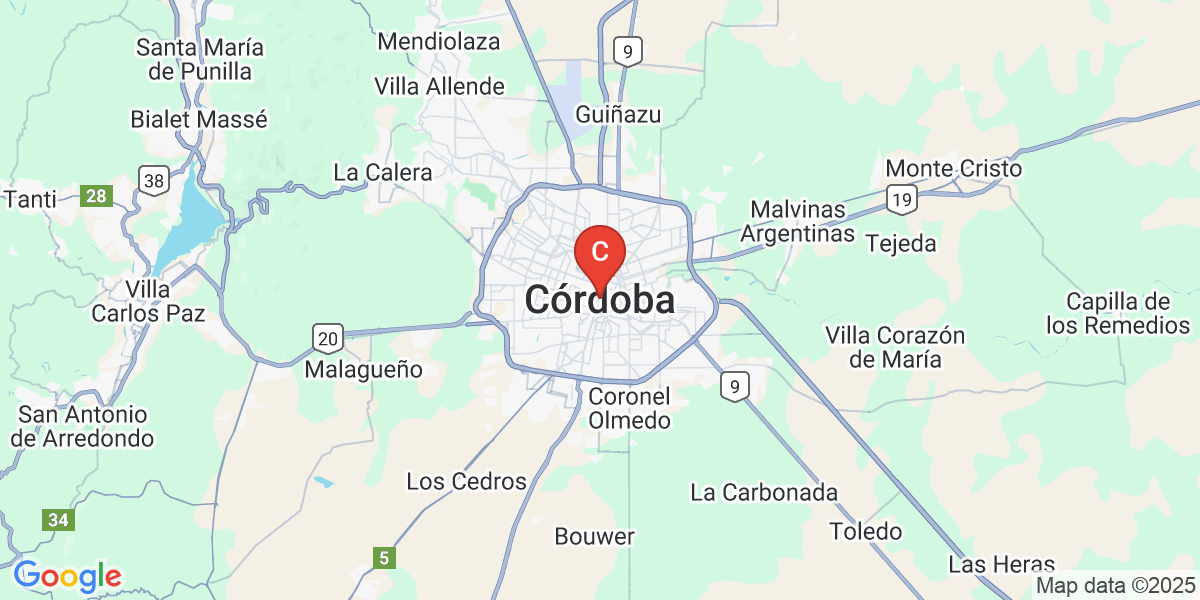 Santa María
de Punilla
Mendiolaza
9
Villa Allende
Guiñazu
Bialet Massé
La Calera
Monte Cristo
38
28
Tanti
19
Malvinas
Argentinas
Tejeda
C
Villa
Carlos Paz
Córdoba
Capilla de
los Remedios
20
Villa Corazón
de María
Malagueño
9
Coronel
Olmedo
San Antonio
de Arredondo
Los Cedros
La Carbonada
34
Toledo
Bouwer
5
Las Heras
Google
Map data ©2025